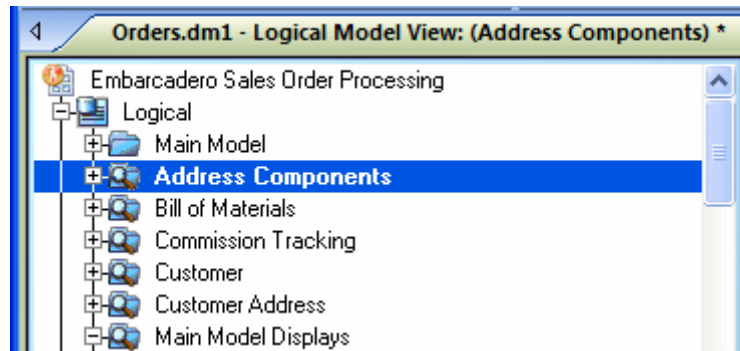 Orders.dm1 - Logical Model View: (Address Components) *
Embarcadero Sales Order Processing
Logical
Main Model
Address Components
Bill of Materials
Commission Tracking
Customer
Customer Address
Main Model Displays